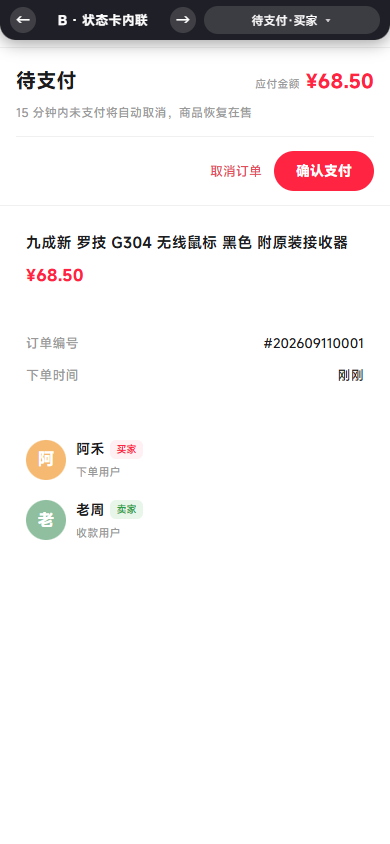 ← B · 状态卡内联 → 待支付·买家 ▾
待支付 应付金额 ¥68.50
15 分钟内未支付将自动取消，商品恢复在售
取消订单 确认支付
九成新 罗技 G304 无线鼠标 黑色 附原装接收器
¥68.50
订单编号 #202609110001
下单时间 刚刚
阿 阿禾 买家
下单用户
老 老周 卖家
收款用户